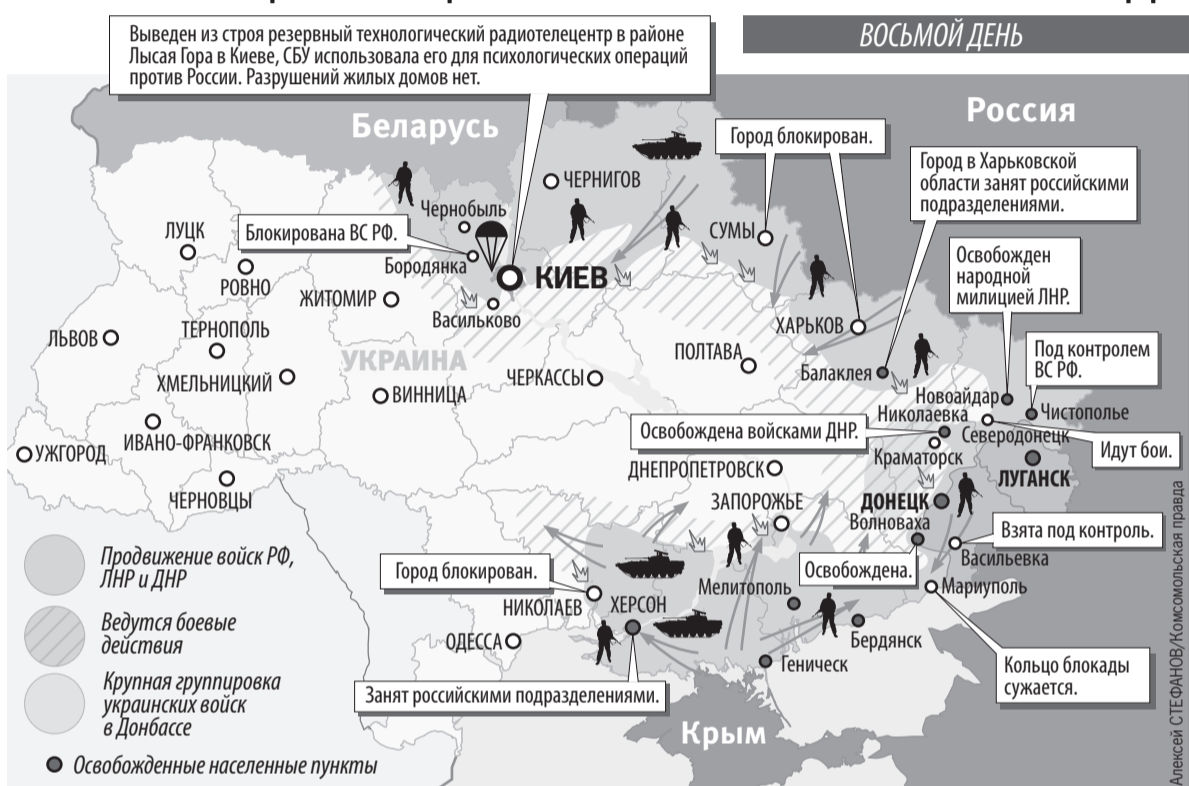 ВОСЬМОЙ ДЕНЬ
Выведен из строя резервный технологический радиотелецентр в районе
Лысая Гора в Киеве, СБУ использовала его для психологических операций
против России. Разрушений жилых домов нет.
Беларусь
Россия
Город блокирован.
Город в Харьковской
области занят российскими
подразделениями.
ЧЕРНИГОВ
Чернобыль
СУМЫ
ЛУЦК
Блокирована ВС РФ.
Бородянка
КИЕВ
РОВНО
ЖИТОМИР
Васильково
Освобожден
народной
милицией ЛНР.
ЛЬВОВ
ТЕРНОПОЛЬ
УКРАИНА
ХАРЬКОВ
ПОЛТАВА
Под контролем
ВС РФ.
ХМЕЛЬНИЦКИЙ
ВИННИЦА
ЧЕРКАССЫ
Балаклея
Новоайдар
Николаевка
Чистополье
УЖГОРОД
ИВАНО-ФРАНКОВСК
Освобождена войсками ДНР.
Северодонецк
Идут бои.
Краматорск
ДНЕПРОПЕТРОВСК
ЛУГАНСК
ЧЕРНОВЦЫ
ЗАПОРОЖЬЕ
ДОНЕЦК
Волноваха
Взята под контроль.
Васильевка
Продвижение войск РФ,
ЛНР и ДНР
Город блокирован.
Освобождена.
Мелитополь
Мариуполь
НИКОЛАЕВ
ХЕРСОН
Ведутся боевые
действия
ОДЕССА
Бердянск
Геническ
Кольцо блокады
сужается.
Крупная группировка
украинских войск
в Донбассе
Занят российскими подразделениями.
Крым
Освобожденные населенные пункты
Алексей СТЕФАНОВ/Комсомольская правда